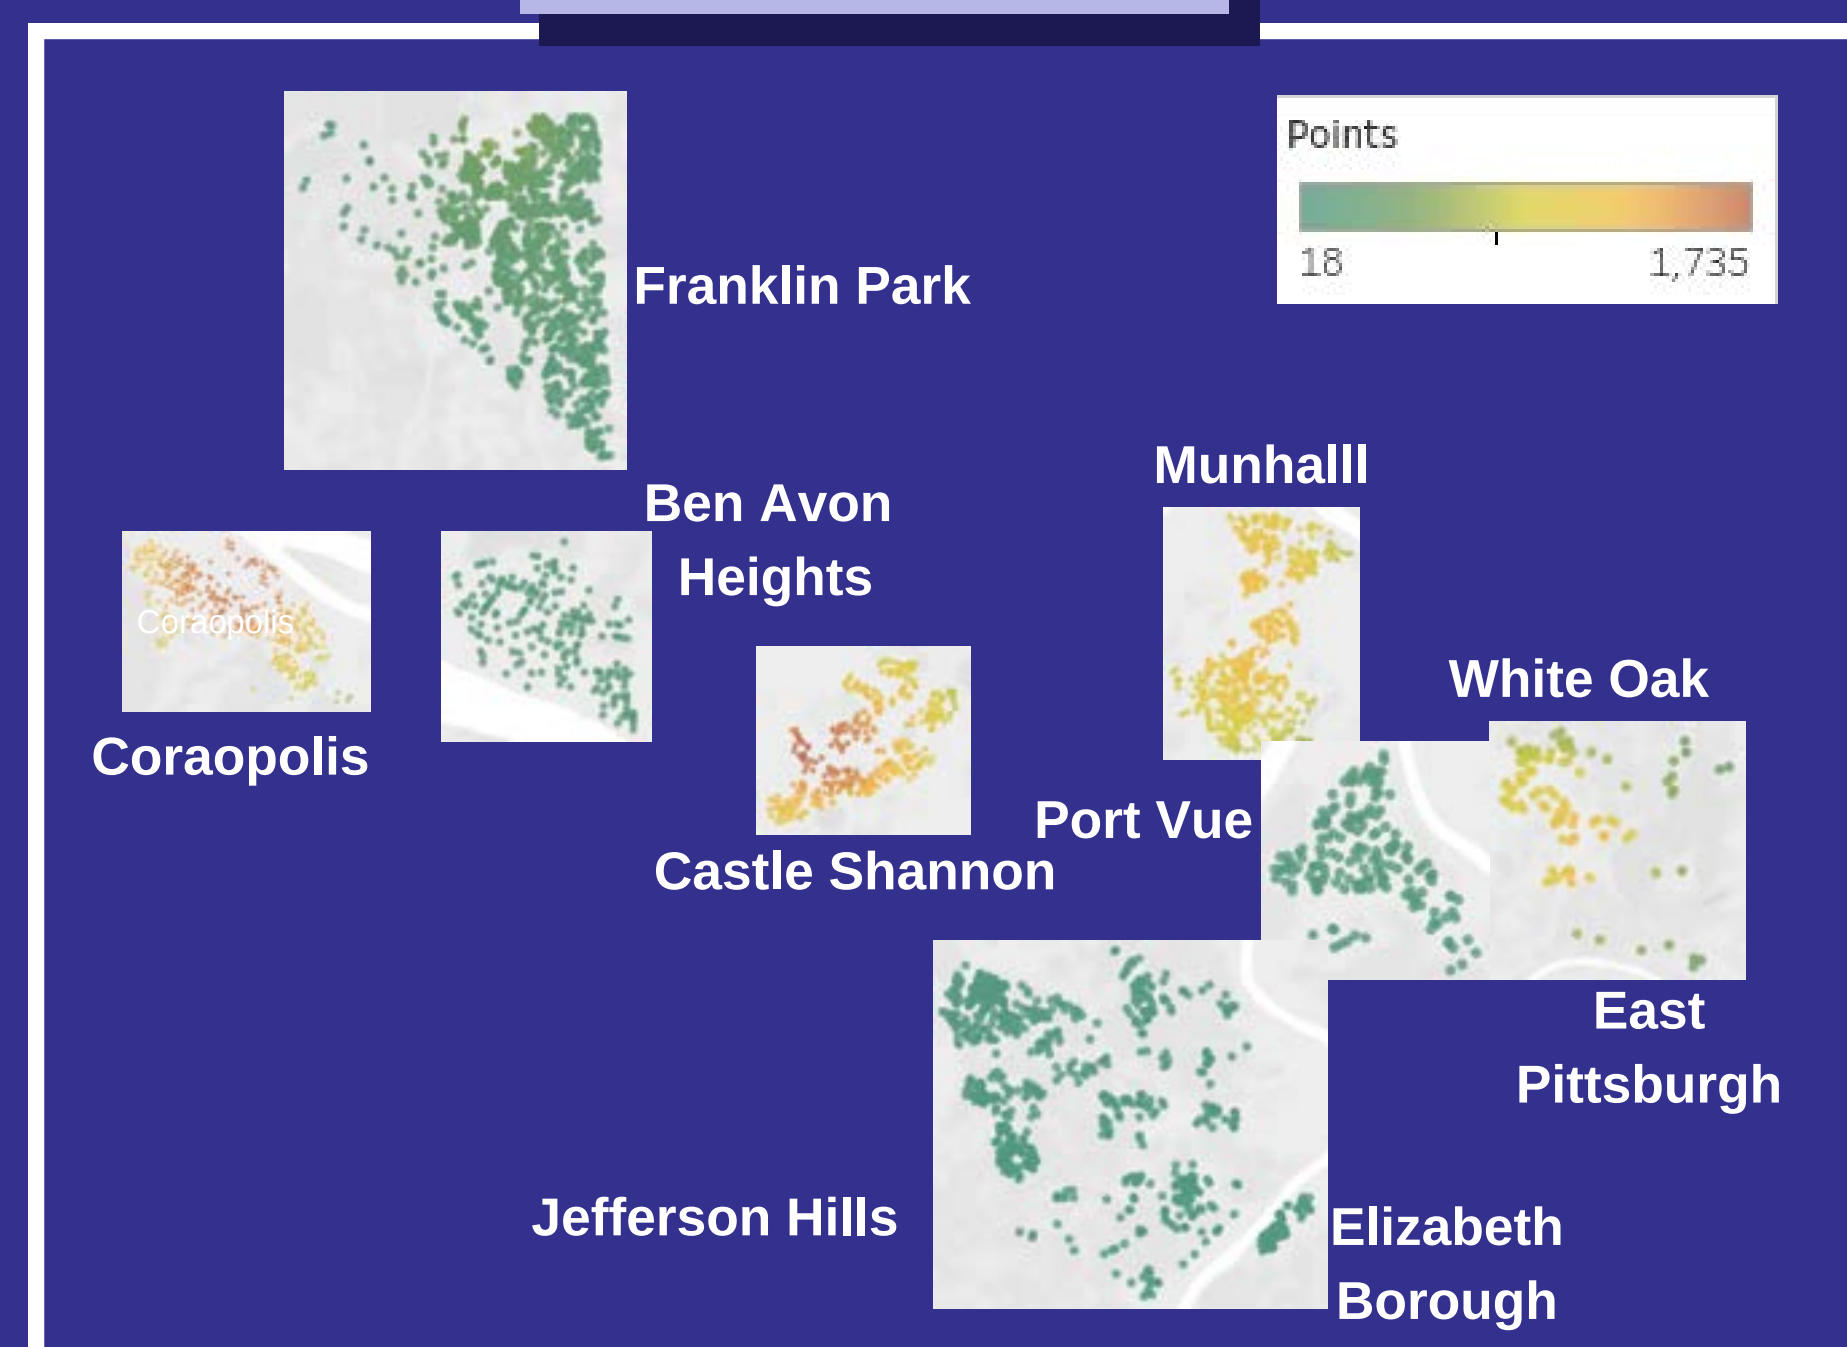 Points
18 1,735
Franklin Park
Munhalll
Ben Avon
Heights
Coraopolis
White Oak
Coraopolis
Port Vue
Castle Shannon
East
Pittsburgh
Jefferson Hills
Elizabeth
Borough